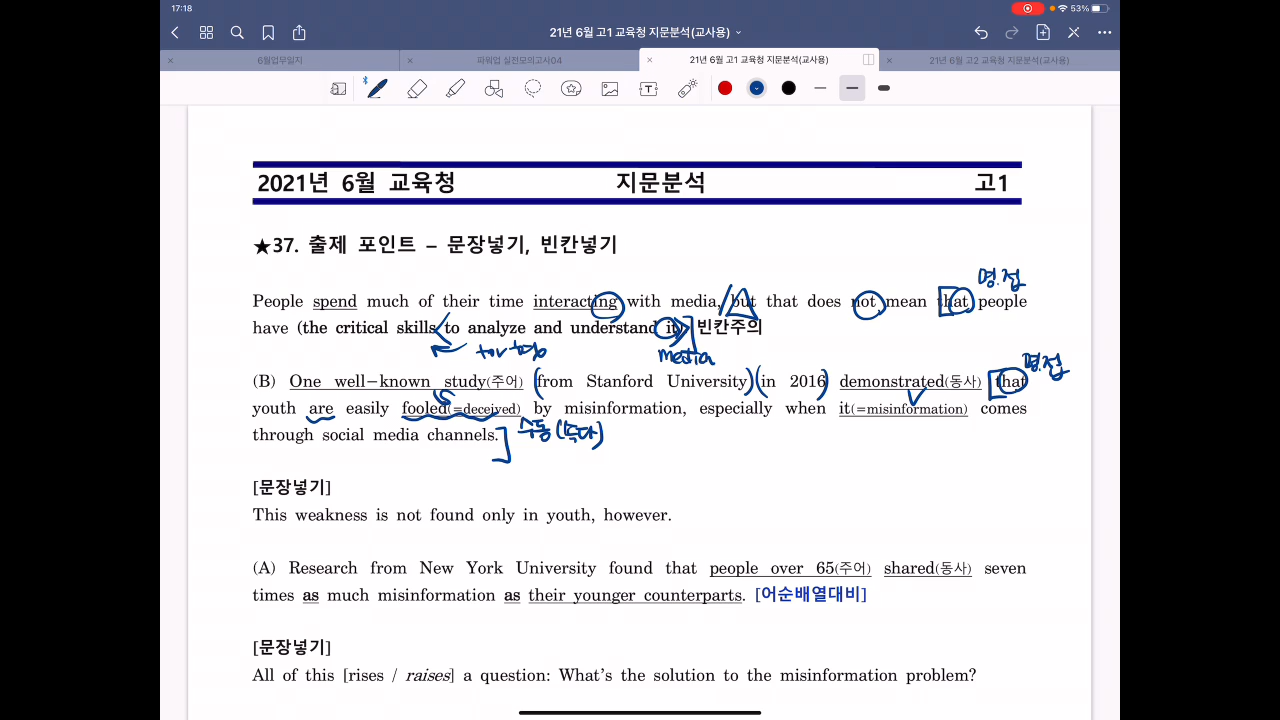 17:18
53%
21년 6월 고1 교육청 지문분석(교사용)
6월업무일지
파워업 실전모의고사04
21년 6월 고1 교육청 지문분석(교사용)
21년 6월 고2 교육청 지문분석(교사용)
2021년 6월 교육청 지문분석 고1
★37. 출제 포인트 – 문장넣기, 빈칸넣기
명.접
People spend much of their time interacting with media, but that does not mean that people
have (the critical skills to analyze and understand it) 빈칸주의
media
명.접
(B) One well-known study(주어) from Stanford University in 2016 demonstrated(동사) that
youth are easily fooled(=deceived) by misinformation, especially when it(=misinformation) comes
through social media channels. 수동 (속다)
[문장넣기]
This weakness is not found only in youth, however.
(A) Research from New York University found that people over 65(주어) shared(동사) seven
times as much misinformation as their younger counterparts. [어순배열대비]
[문장넣기]
All of this [rises / raises] a question: What's the solution to the misinformation problem?